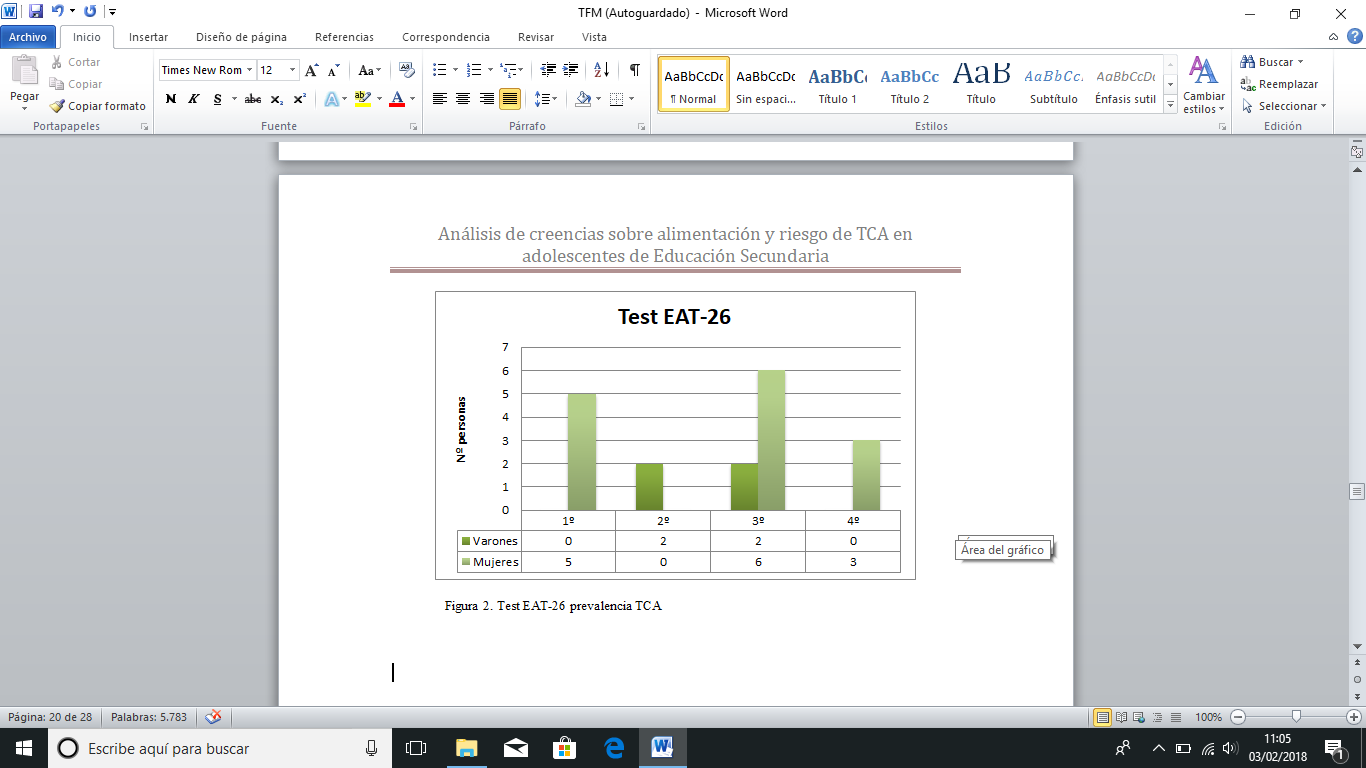 TFM (Autoguardado) - Microsoft Word
Archivo Inicio Insertar Diseño de página Referencias Correspondencia Revisar Vista
Pegar
Cortar
Copiar
Copiar formato
Portapapeles
Times New Rom 12
N K S abc x₂ x²
Fuente
Párrafo
AaBbCcDc AaBbCcDc AaBbCc AaBbCc AaB AaBbCc. AaBbCcDc
¶ Normal Sin espaci... Título 1 Título 2 Título Subtítulo Énfasis sutil
Cambiar estilos
Estilos
Buscar
Reemplazar
Seleccionar
Edición
Análisis de creencias sobre alimentación y riesgo de TCA en
adolescentes de Educación Secundaria
Test EAT-26
Nº personas
7
6
5
4
3
2
1
0
1º 2º 3º 4º
Varones 0 2 2 0
Mujeres 5 0 6 3
Área del gráfico
Figura 2. Test EAT-26 prevalencia TCA
Página: 20 de 28 Palabras: 5.783 100%
Escribe aquí para buscar
11:05
03/02/2018
1